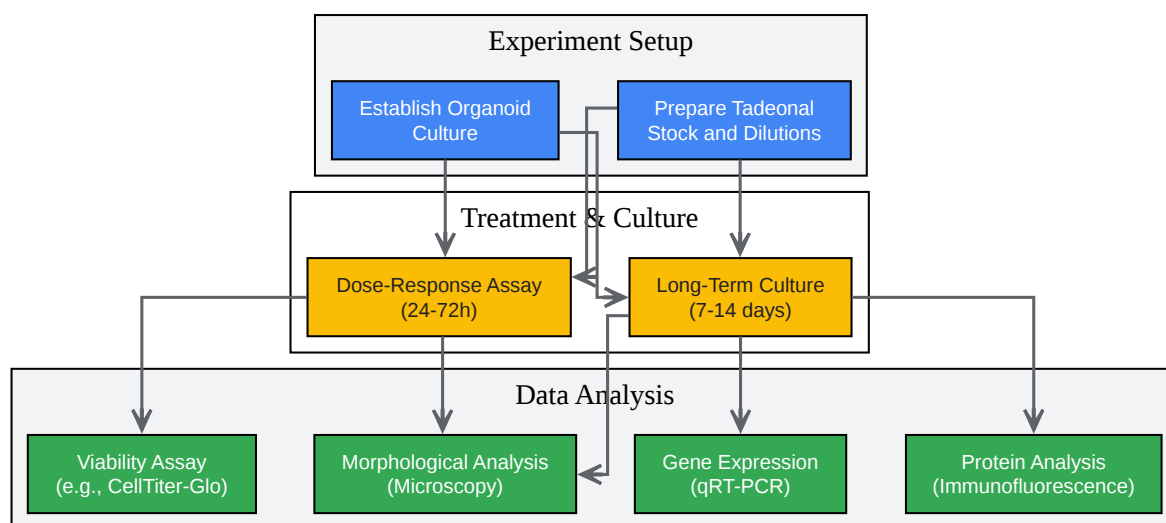 Experiment Setup
Establish Organoid
Culture
Prepare Tadeonal
Stock and Dilutions
Treatment & Culture
Dose-Response Assay
(24-72h)
Long-Term Culture
(7-14 days)
Data Analysis
Viability Assay
(e.g., CellTiter-Glo)
Morphological Analysis
(Microscopy)
Gene Expression
(qRT-PCR)
Protein Analysis
(Immunofluorescence)